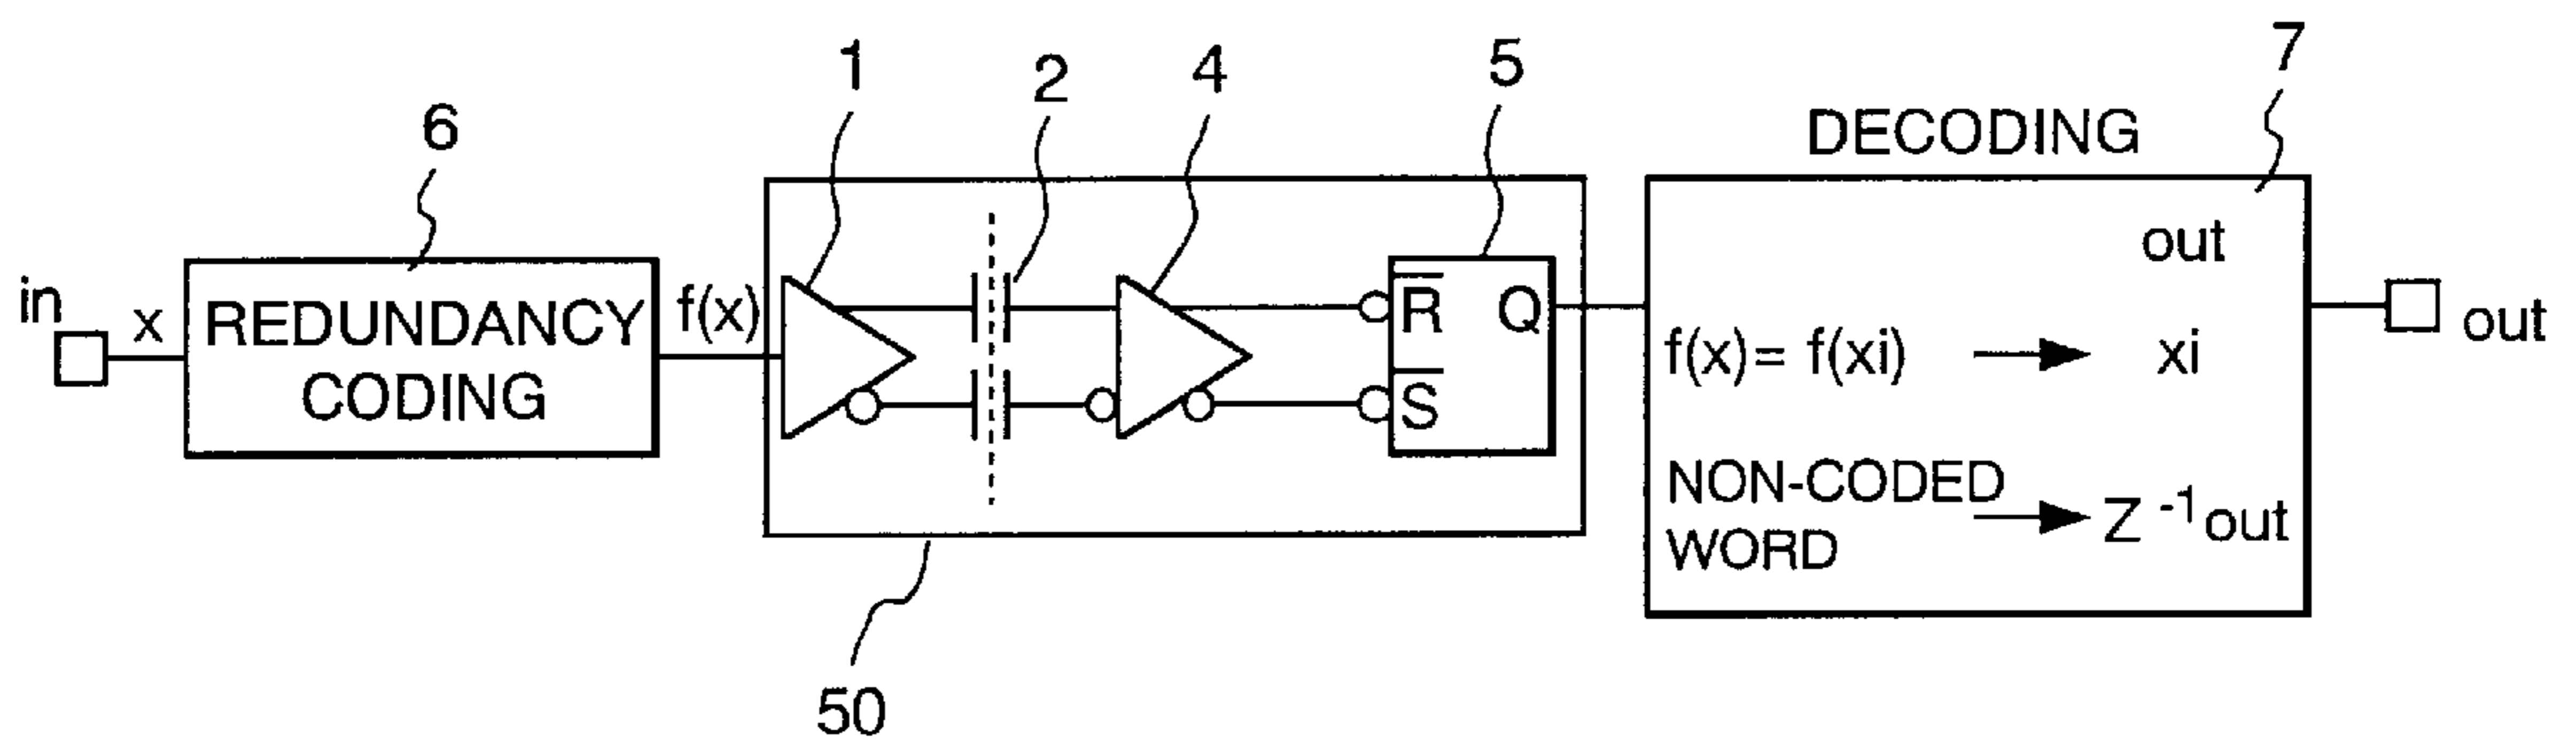 1
2
4
5
7
6
DECODING
in
x
REDUNDANCY
CODING
f(x)
R̅
Q
S̅
out
f(x)= f(xi)
xi
NON-CODED
WORD
Z⁻¹out
out
50